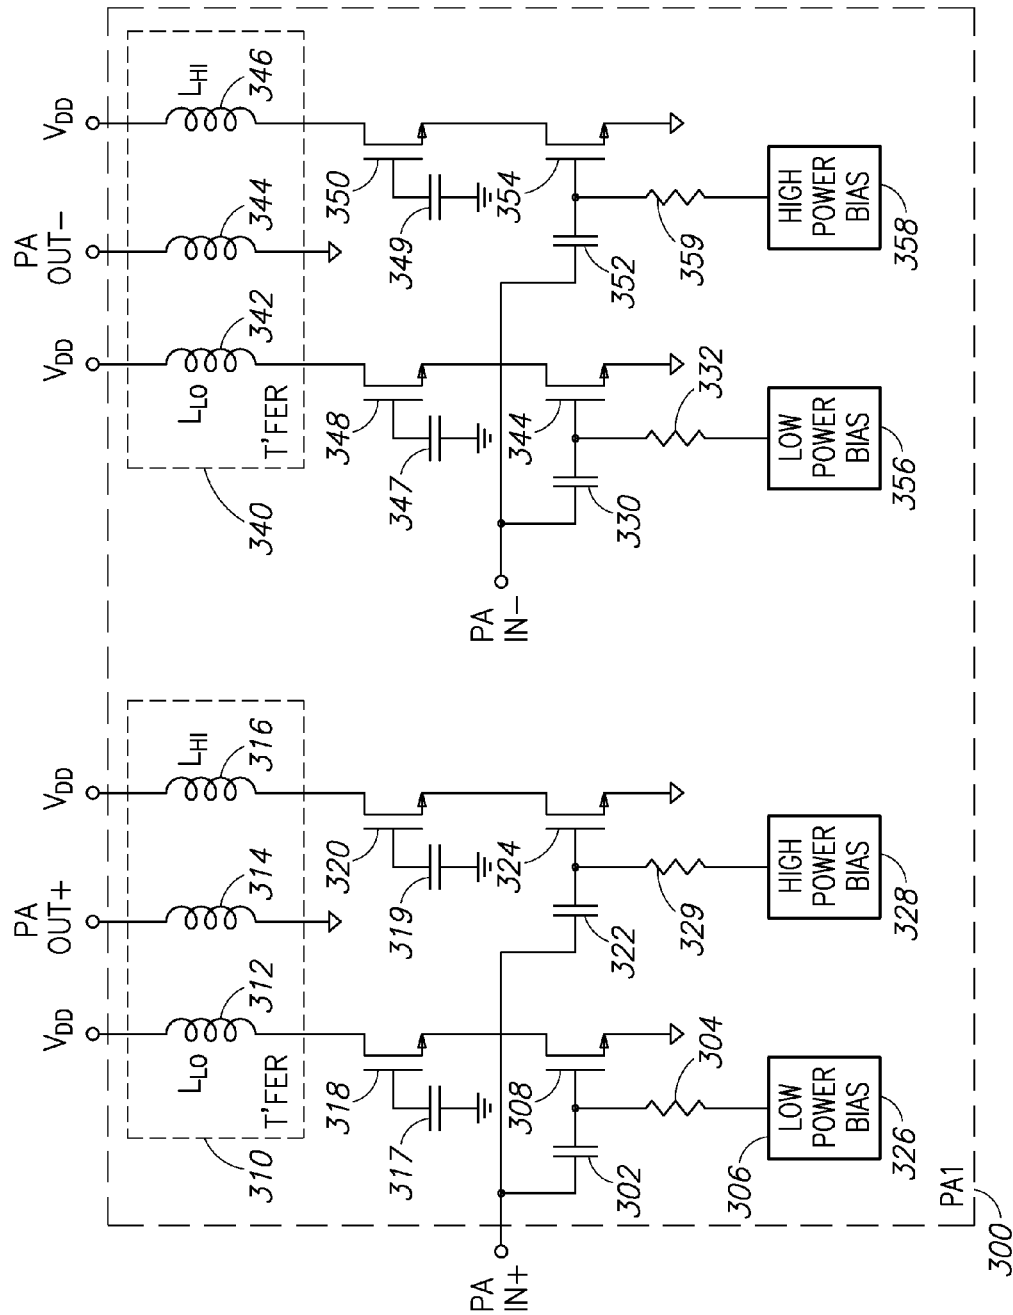 V_DD
PA
OUT+
V_DD
V_DD
PA
OUT−
V_DD
L_LO
312
314
L_HI
316
L_LO
342
344
L_HI
346
T'FER
310
T'FER
340
318
320
348
350
317
319
347
349
PA
IN+
PA
IN−
308
324
344
354
302
322
330
352
304
329
332
359
306
LOW
POWER
BIAS
326
HIGH
POWER
BIAS
328
LOW
POWER
BIAS
356
HIGH
POWER
BIAS
358
PA1
300